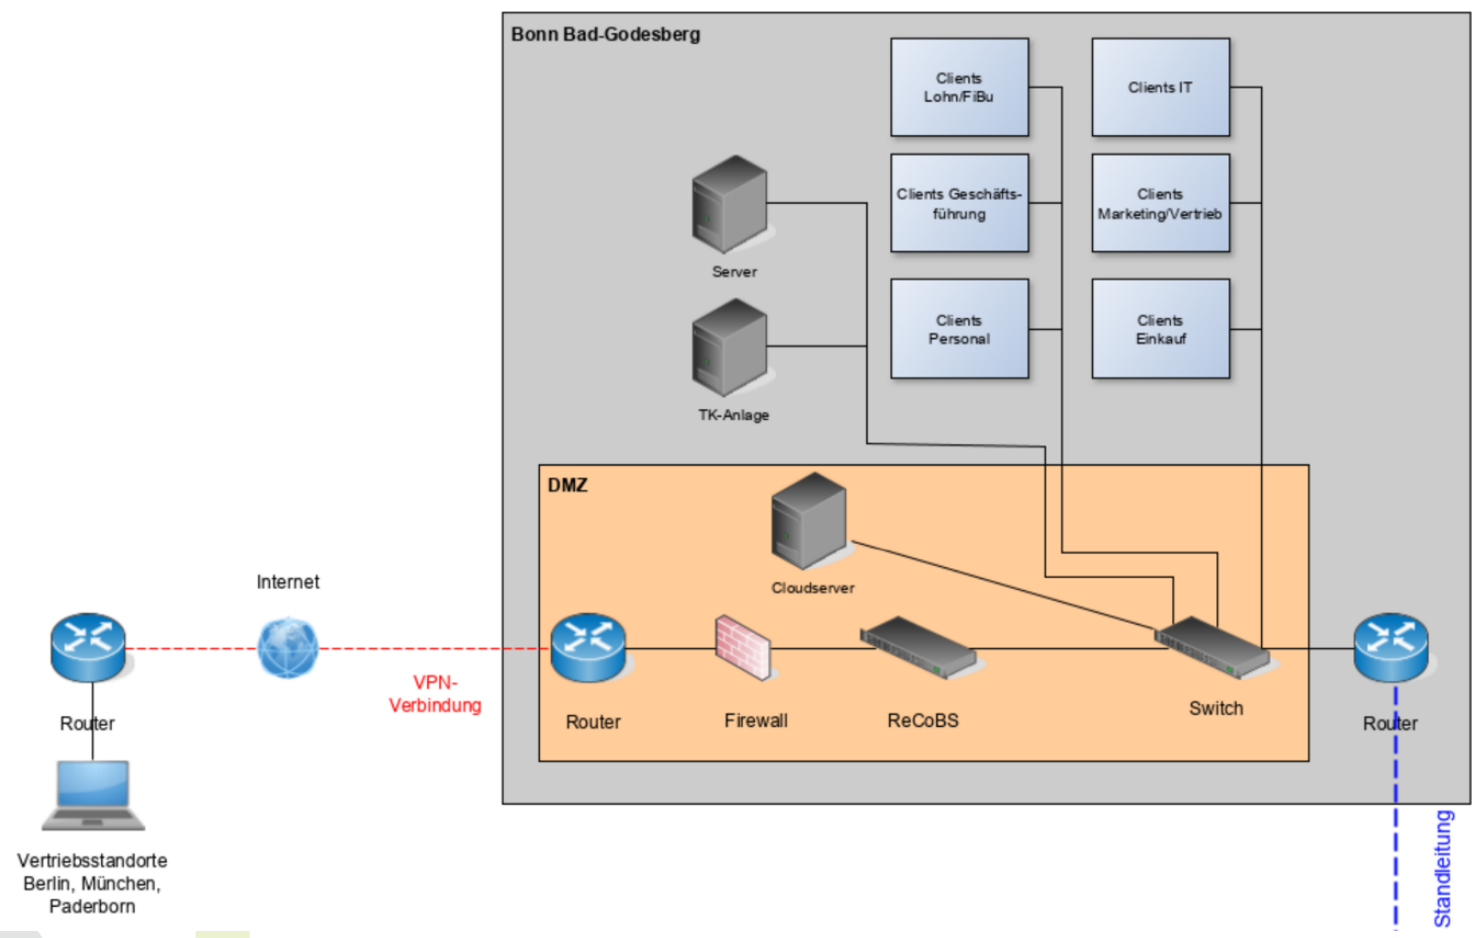 Bonn Bad-Godesberg
Clients
Lohn/FiBu
Clients IT
Clients Geschäfts-
führung
Clients
Marketing/Vertrieb
Server
Clients
Personal
Clients
Einkauf
TK-Anlage
DMZ
Cloudserver
Internet
VPN-
Verbindung
Router
Router
Firewall
ReCoBS
Switch
Router
Standleitung
Vertriebsstandorte
Berlin, München,
Paderborn